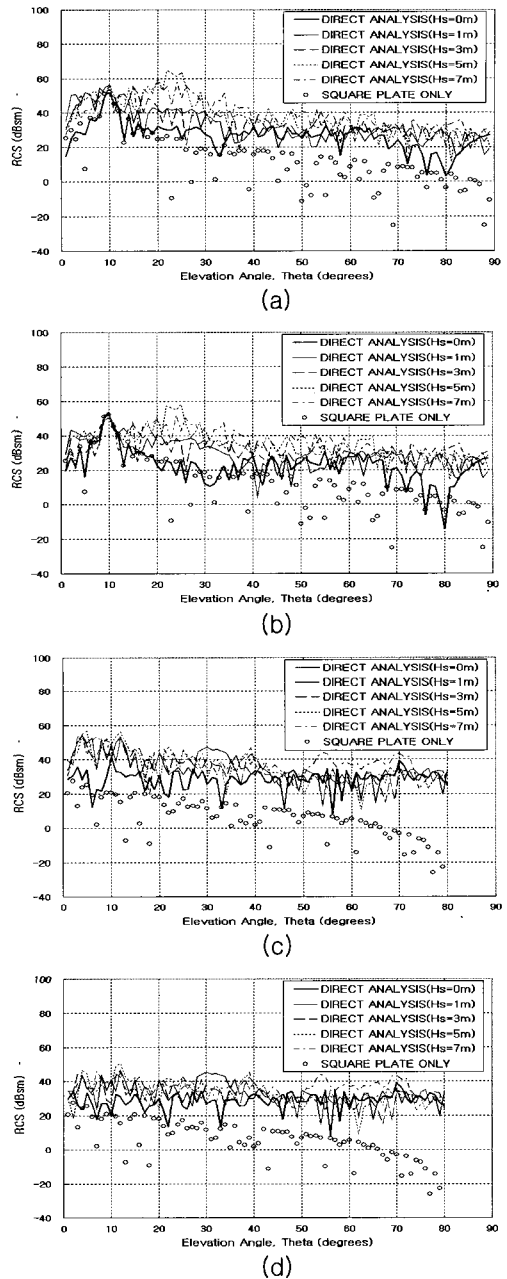 100
80
60
40
20
0
-20
-40
RCS (dBsm)
DIRECT ANALYSIS(Hs=0m)
DIRECT ANALYSIS(Hs=1m)
DIRECT ANALYSIS(Hs=3m)
DIRECT ANALYSIS(Hs=5m)
DIRECT ANALYSIS(Hs=7m)
SQUARE PLATE ONLY
0 10 20 30 40 50 60 70 80 90
Elevation Angle, Theta (degrees)
(a)
100
80
60
40
20
0
-20
-40
RCS (dBsm)
DIRECT ANALYSIS(Hs=0m)
DIRECT ANALYSIS(Hs=1m)
DIRECT ANALYSIS(Hs=3m)
DIRECT ANALYSIS(Hs=5m)
DIRECT ANALYSIS(Hs=7m)
SQUARE PLATE ONLY
0 10 20 30 40 50 60 70 80 90
Elevation Angle, Theta (degrees)
(b)
100
80
60
40
20
0
-20
-40
RCS (dBsm)
DIRECT ANALYSIS(Hs=0m)
DIRECT ANALYSIS(Hs=1m)
DIRECT ANALYSIS(Hs=3m)
DIRECT ANALYSIS(Hs=5m)
DIRECT ANALYSIS(Hs=7m)
SQUARE PLATE ONLY
0 10 20 30 40 50 60 70 80 90
Elevation Angle, Theta (degrees)
(c)
100
80
60
40
20
0
-20
-40
RCS (dBsm)
DIRECT ANALYSIS(Hs=0m)
DIRECT ANALYSIS(Hs=1m)
DIRECT ANALYSIS(Hs=3m)
DIRECT ANALYSIS(Hs=5m)
DIRECT ANALYSIS(Hs=7m)
SQUARE PLATE ONLY
0 10 20 30 40 50 60 70 80 90
Elevation Angle, Theta (degrees)
(d)